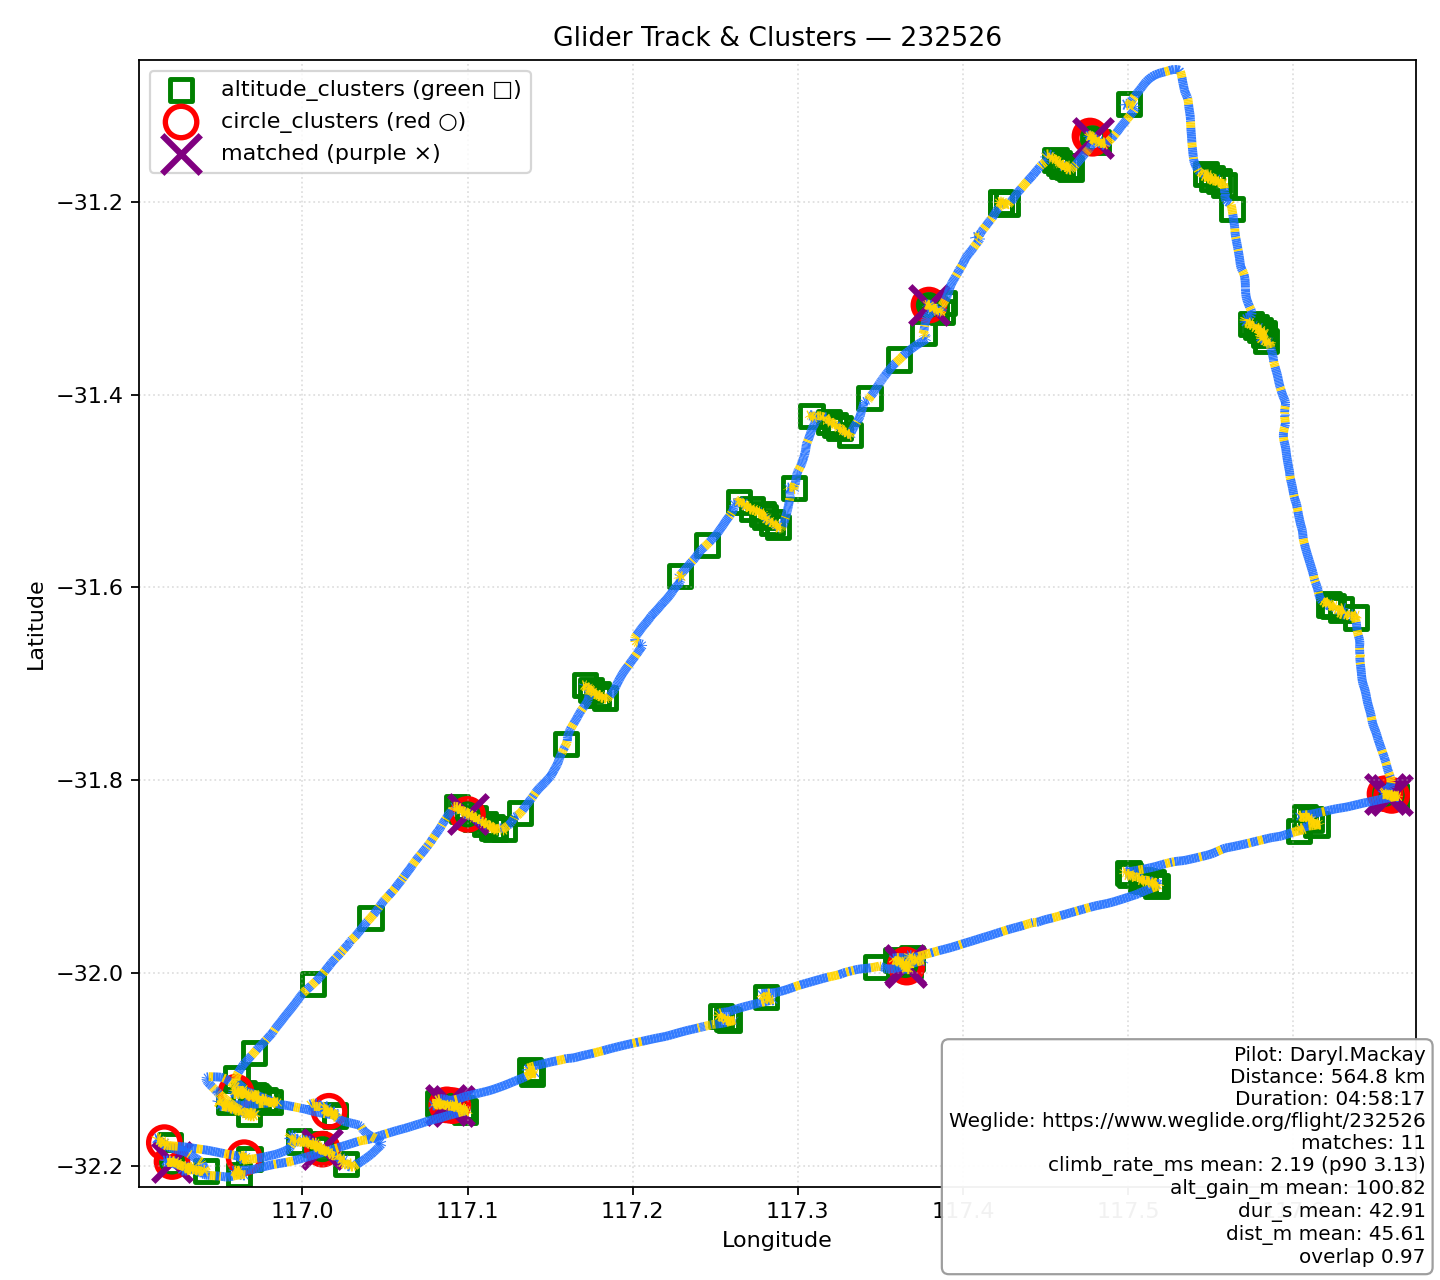 Glider Track & Clusters — 232526
altitude_clusters (green □)
circle_clusters (red ○)
matched (purple ×)
Latitude
−31.2
−31.4
−31.6
−31.8
−32.0
−32.2
117.0
117.1
117.2
117.3
117.4
117.5
Longitude
Pilot: Daryl.Mackay
Distance: 564.8 km
Duration: 04:58:17
Weglide: https://www.weglide.org/flight/232526
matches: 11
climb_rate_ms mean: 2.19 (p90 3.13)
alt_gain_m mean: 100.82
dur_s mean: 42.91
dist_m mean: 45.61
overlap 0.97